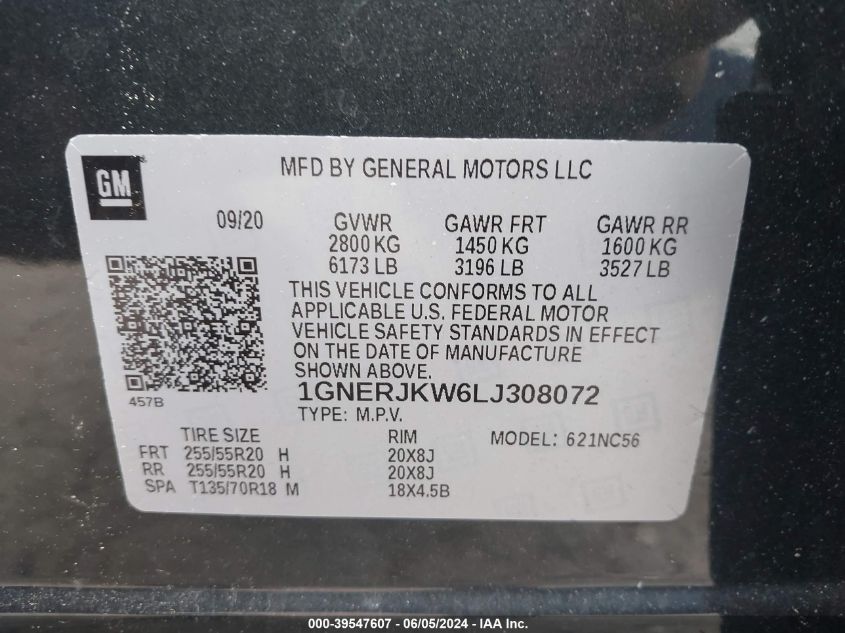 GM
MFD BY GENERAL MOTORS LLC
09/20 GVWR GAWR FRT GAWR RR
2800 KG 1450 KG 1600 KG
6173 LB 3196 LB 3527 LB
THIS VEHICLE CONFORMS TO ALL
APPLICABLE U.S. FEDERAL MOTOR
VEHICLE SAFETY STANDARDS IN EFFECT
ON THE DATE OF MANUFACTURE
SHOWN ABOVE.
457B
1GNERJKW6LJ308072
TYPE: M.P.V.
TIRE SIZE RIM MODEL: 621NC56
FRT 255/55R20 H 20X8J
RR 255/55R20 H 20X8J
SPA T135/70R18 M 18X4.5B
000-39547607 - 06/05/2024 - IAA Inc.